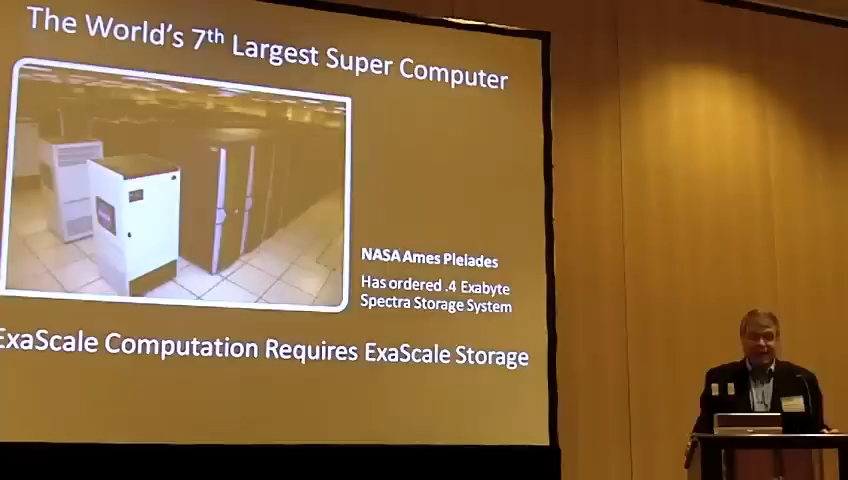 The World's 7th Largest Super Computer
NASA Ames Pleiades
Has ordered .4 Exabyte
Spectra Storage System
ExaScale Computation Requires ExaScale Storage